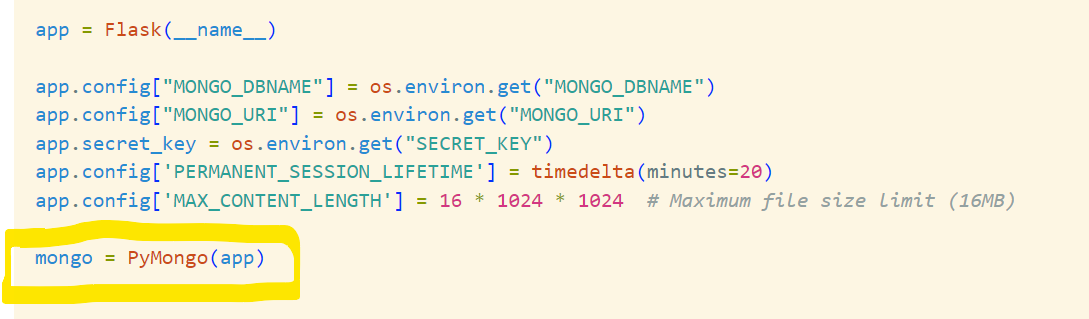 app = Flask(__name__)
app.config["MONGO_DBNAME"] = os.environ.get("MONGO_DBNAME")
app.config["MONGO_URI"] = os.environ.get("MONGO_URI")
app.secret_key = os.environ.get("SECRET_KEY")
app.config['PERMANENT_SESSION_LIFETIME'] = timedelta(minutes=20)
app.config['MAX_CONTENT_LENGTH'] = 16 * 1024 * 1024  # Maximum file size limit (16MB)
mongo = PyMongo(app)